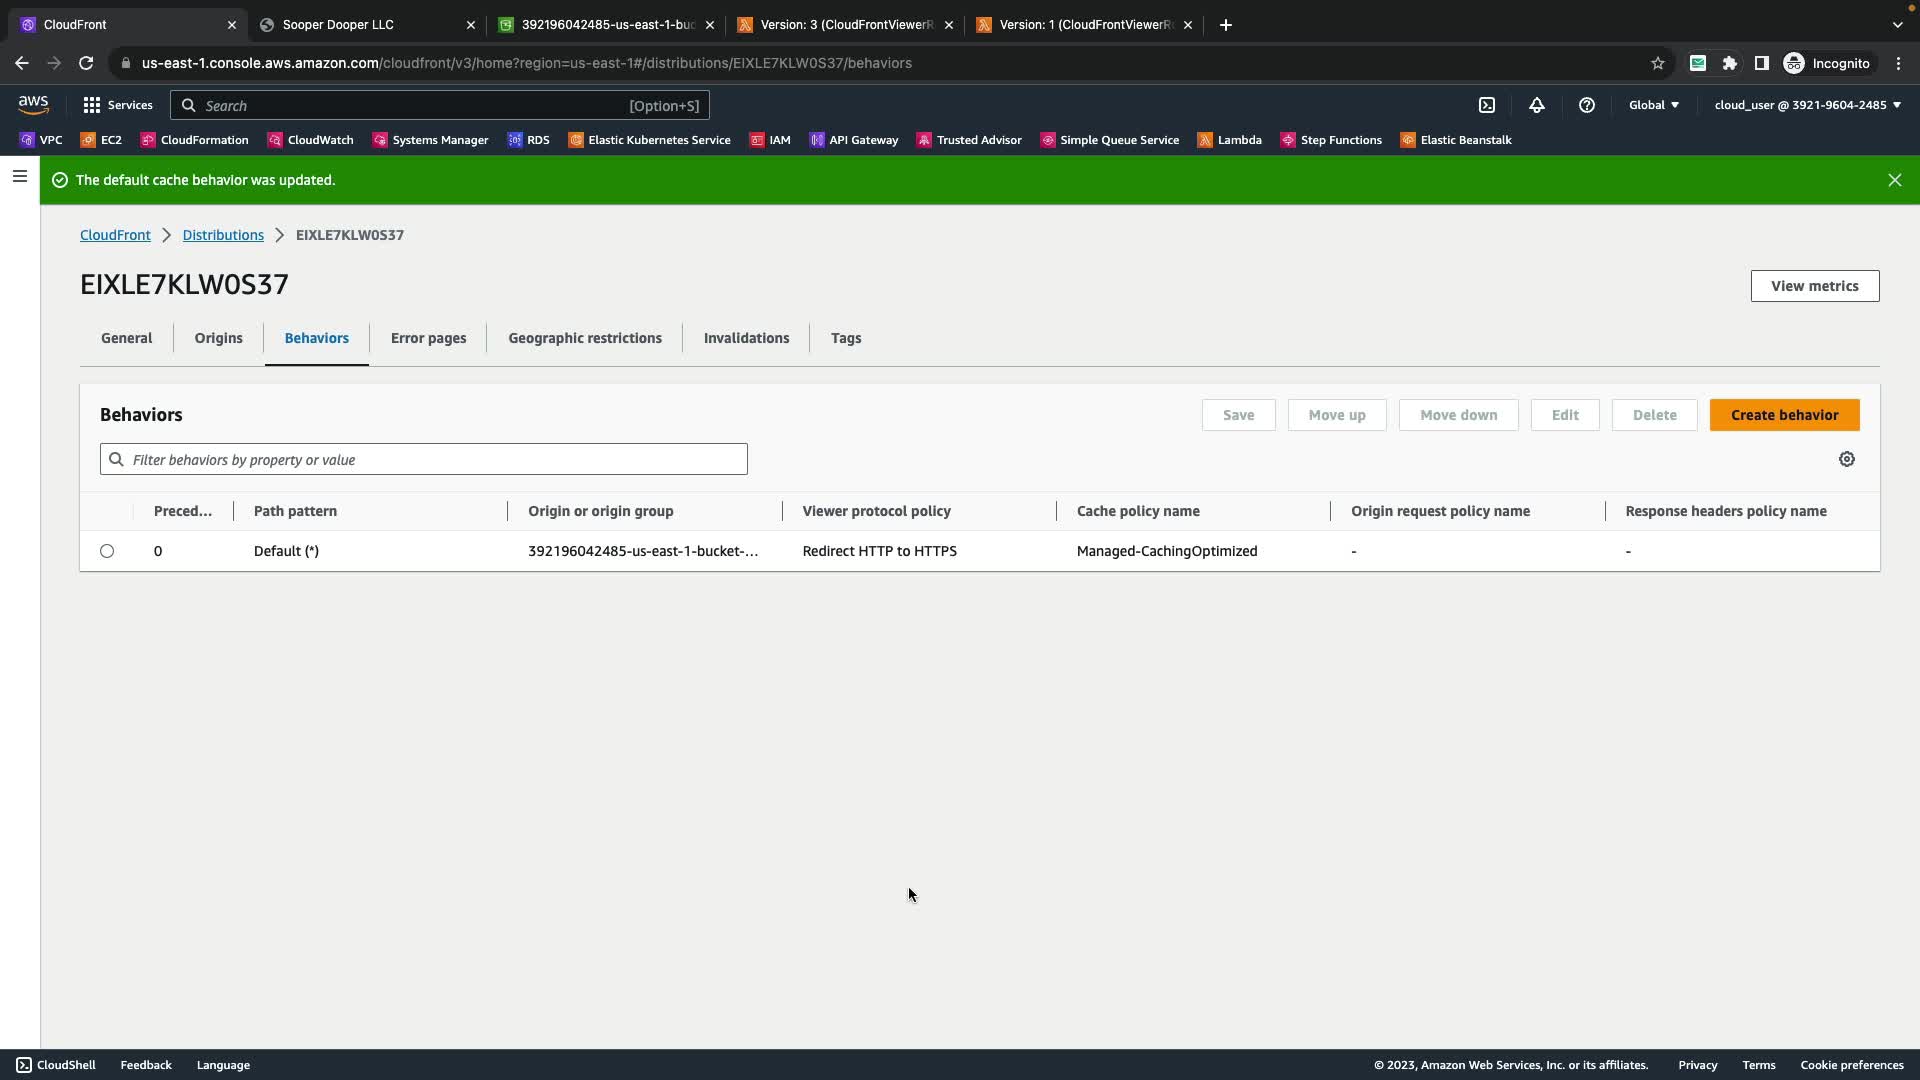 CloudFront
Sooper Dooper LLC
392196042485-us-east-1-buc
Version: 3 (CloudFrontViewerR
Version: 1 (CloudFrontViewerR
us-east-1.console.aws.amazon.com/cloudfront/v3/home?region=us-east-1#/distributions/EIXLE7KLW0S37/behaviors
Incognito
aws
Services
Search
[Option+S]
Global
cloud_user @ 3921-9604-2485
VPC
EC2
CloudFormation
CloudWatch
Systems Manager
RDS
Elastic Kubernetes Service
IAM
API Gateway
Trusted Advisor
Simple Queue Service
Lambda
Step Functions
Elastic Beanstalk
The default cache behavior was updated.
CloudFront
Distributions
EIXLE7KLW0S37
EIXLE7KLW0S37
View metrics
General
Origins
Behaviors
Error pages
Geographic restrictions
Invalidations
Tags
Behaviors
Save
Move up
Move down
Edit
Delete
Create behavior
Filter behaviors by property or value
Preced...
Path pattern
Origin or origin group
Viewer protocol policy
Cache policy name
Origin request policy name
Response headers policy name
0
Default (*)
392196042485-us-east-1-bucket-...
Redirect HTTP to HTTPS
Managed-CachingOptimized
-
-
CloudShell
Feedback
Language
© 2023, Amazon Web Services, Inc. or its affiliates.
Privacy
Terms
Cookie preferences